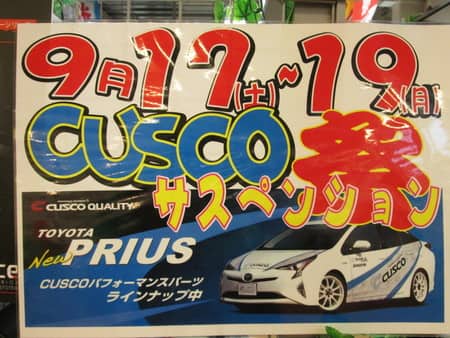 9月17(土)~19(月)
CUSCO祭
サスペンション
CUSCO QUALITY
TOYOTA
New PRIUS
CUSCOパフォーマンスパーツ
ラインナップ中
CUSCO